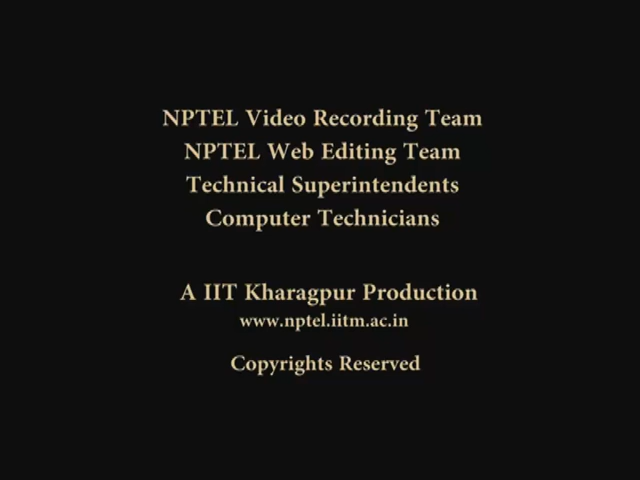 NPTEL Video Recording Team
NPTEL Web Editing Team
Technical Superintendents
Computer Technicians
A IIT Kharagpur Production
www.nptel.iitm.ac.in
Copyrights Reserved